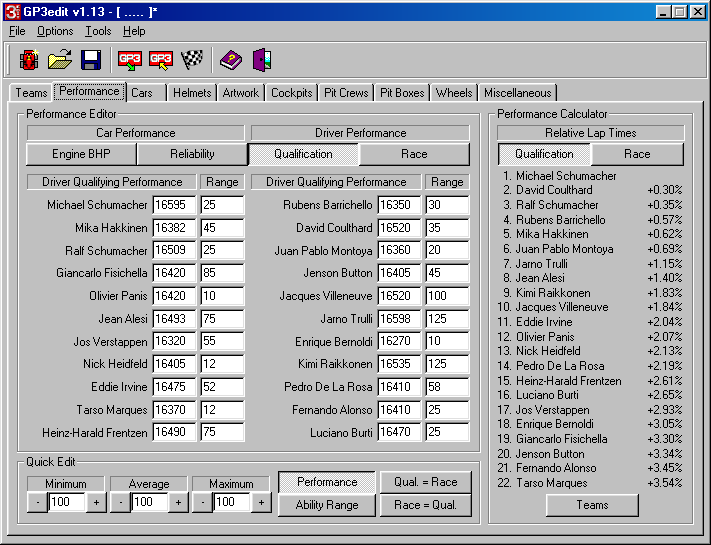 GP3edit v1.13 - [ ..... ]*
File Options Tools Help
GP3 GP3
Teams Performance Cars Helmets Artwork Cockpits Pit Crews Pit Boxes Wheels Miscellaneous
Performance Editor
Car Performance Driver Performance
Engine BHP Reliability Qualification Race
Driver Qualifying Performance Range Driver Qualifying Performance Range
Michael Schumacher 16595 25 Rubens Barrichello 16350 30
Mika Hakkinen 16382 45 David Coulthard 16520 35
Ralf Schumacher 16509 25 Juan Pablo Montoya 16360 20
Giancarlo Fisichella 16420 85 Jenson Button 16405 45
Olivier Panis 16420 10 Jacques Villeneuve 16520 100
Jean Alesi 16493 75 Jarno Trulli 16598 125
Jos Verstappen 16320 55 Enrique Bernoldi 16270 10
Nick Heidfeld 16405 12 Kimi Raikkonen 16535 125
Eddie Irvine 16475 52 Pedro De La Rosa 16410 58
Tarso Marques 16370 12 Fernando Alonso 16410 25
Heinz-Harald Frentzen 16490 75 Luciano Burti 16470 25
Quick Edit
Minimum Average Maximum
- 100 + - 100 + - 100 +
Performance Qual. = Race
Ability Range Race = Qual.
Performance Calculator
Relative Lap Times
Qualification Race
1. Michael Schumacher
2. David Coulthard +0.30%
3. Ralf Schumacher +0.35%
4. Rubens Barrichello +0.57%
5. Mika Hakkinen +0.62%
6. Juan Pablo Montoya +0.69%
7. Jarno Trulli +1.15%
8. Jean Alesi +1.40%
9. Kimi Raikkonen +1.83%
10. Jacques Villeneuve +1.84%
11. Eddie Irvine +2.04%
12. Olivier Panis +2.07%
13. Nick Heidfeld +2.13%
14. Pedro De La Rosa +2.19%
15. Heinz-Harald Frentzen +2.61%
16. Luciano Burti +2.65%
17. Jos Verstappen +2.93%
18. Enrique Bernoldi +3.05%
19. Giancarlo Fisichella +3.30%
20. Jenson Button +3.34%
21. Fernando Alonso +3.45%
22. Tarso Marques +3.54%
Teams